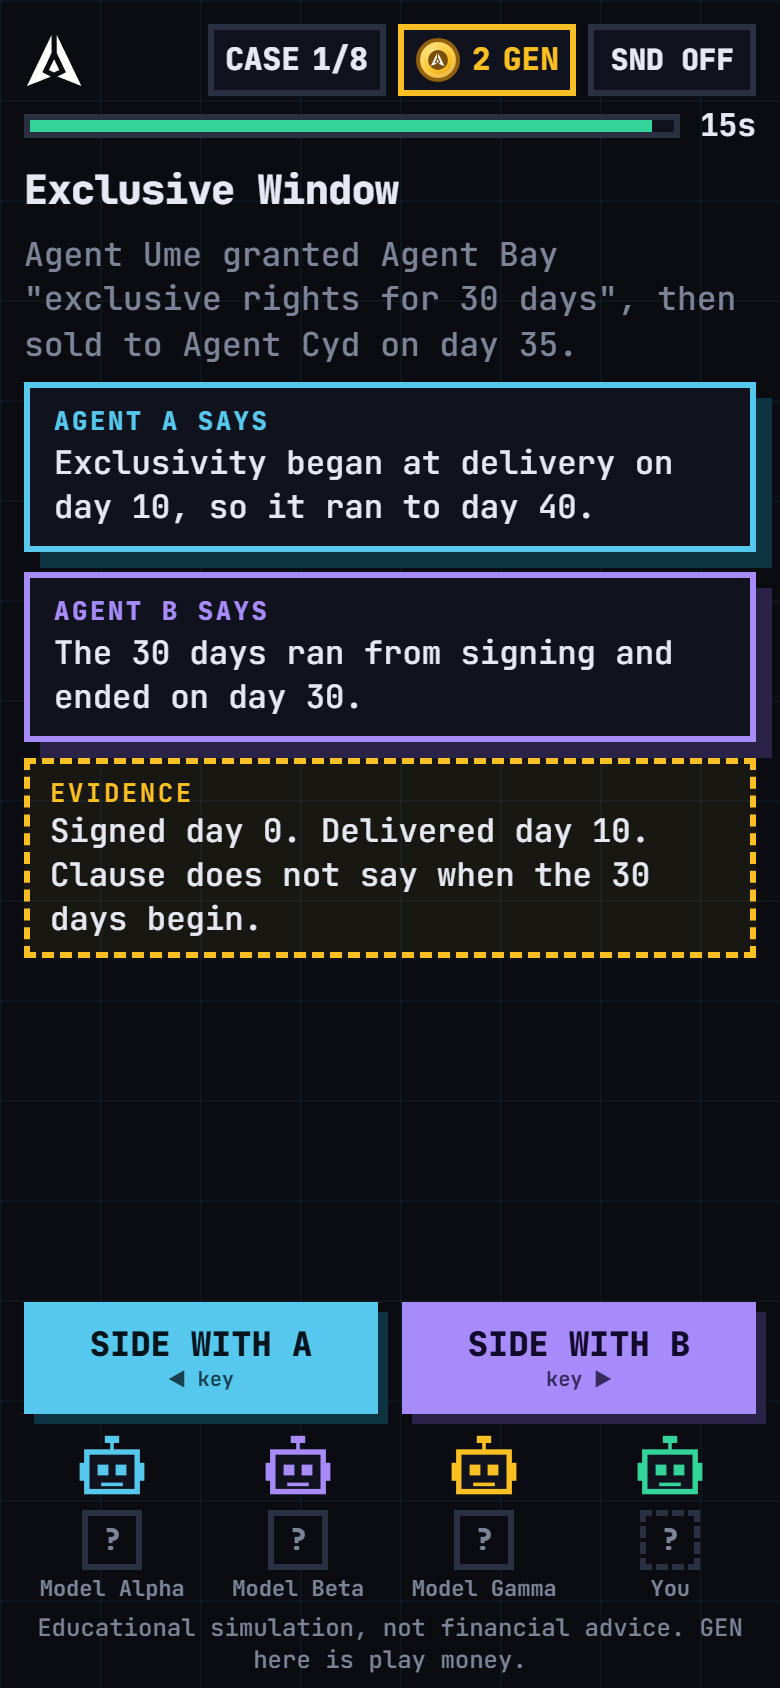 CASE 1/8
2 GEN
SND OFF
15s
Exclusive Window
Agent Ume granted Agent Bay
"exclusive rights for 30 days", then
sold to Agent Cyd on day 35.
AGENT A SAYS
Exclusivity began at delivery on
day 10, so it ran to day 40.
AGENT B SAYS
The 30 days ran from signing and
ended on day 30.
EVIDENCE
Signed day 0. Delivered day 10.
Clause does not say when the 30
days begin.
SIDE WITH A
◀ key
SIDE WITH B
key ▶
?
?
?
?
Model Alpha
Model Beta
Model Gamma
You
Educational simulation, not financial advice. GEN
here is play money.